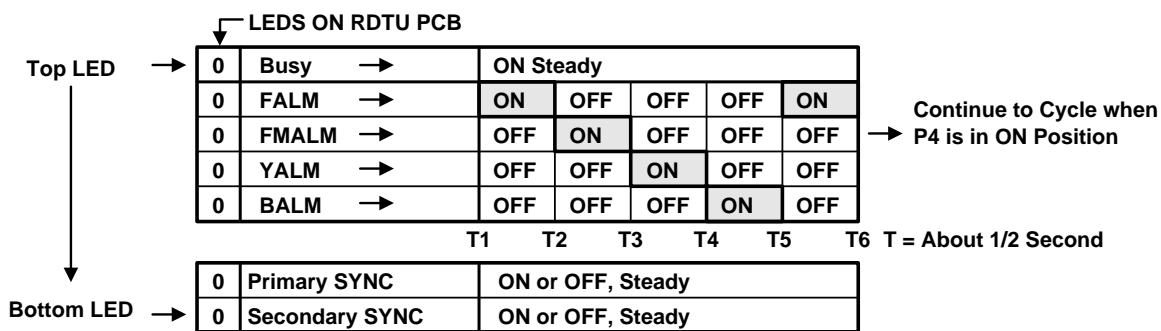 LEDS ON RDTU PCB
Top LED
0 Busy ON Steady
0 FALM ON OFF OFF OFF ON
0 FMALM OFF ON OFF OFF OFF
0 YALM OFF OFF ON OFF OFF
0 BALM OFF OFF OFF ON OFF
Continue to Cycle when
P4 is in ON Position
T1 T2 T3 T4 T5 T6 T = About 1/2 Second
0 Primary SYNC ON or OFF, Steady
Bottom LED
0 Secondary SYNC ON or OFF, Steady